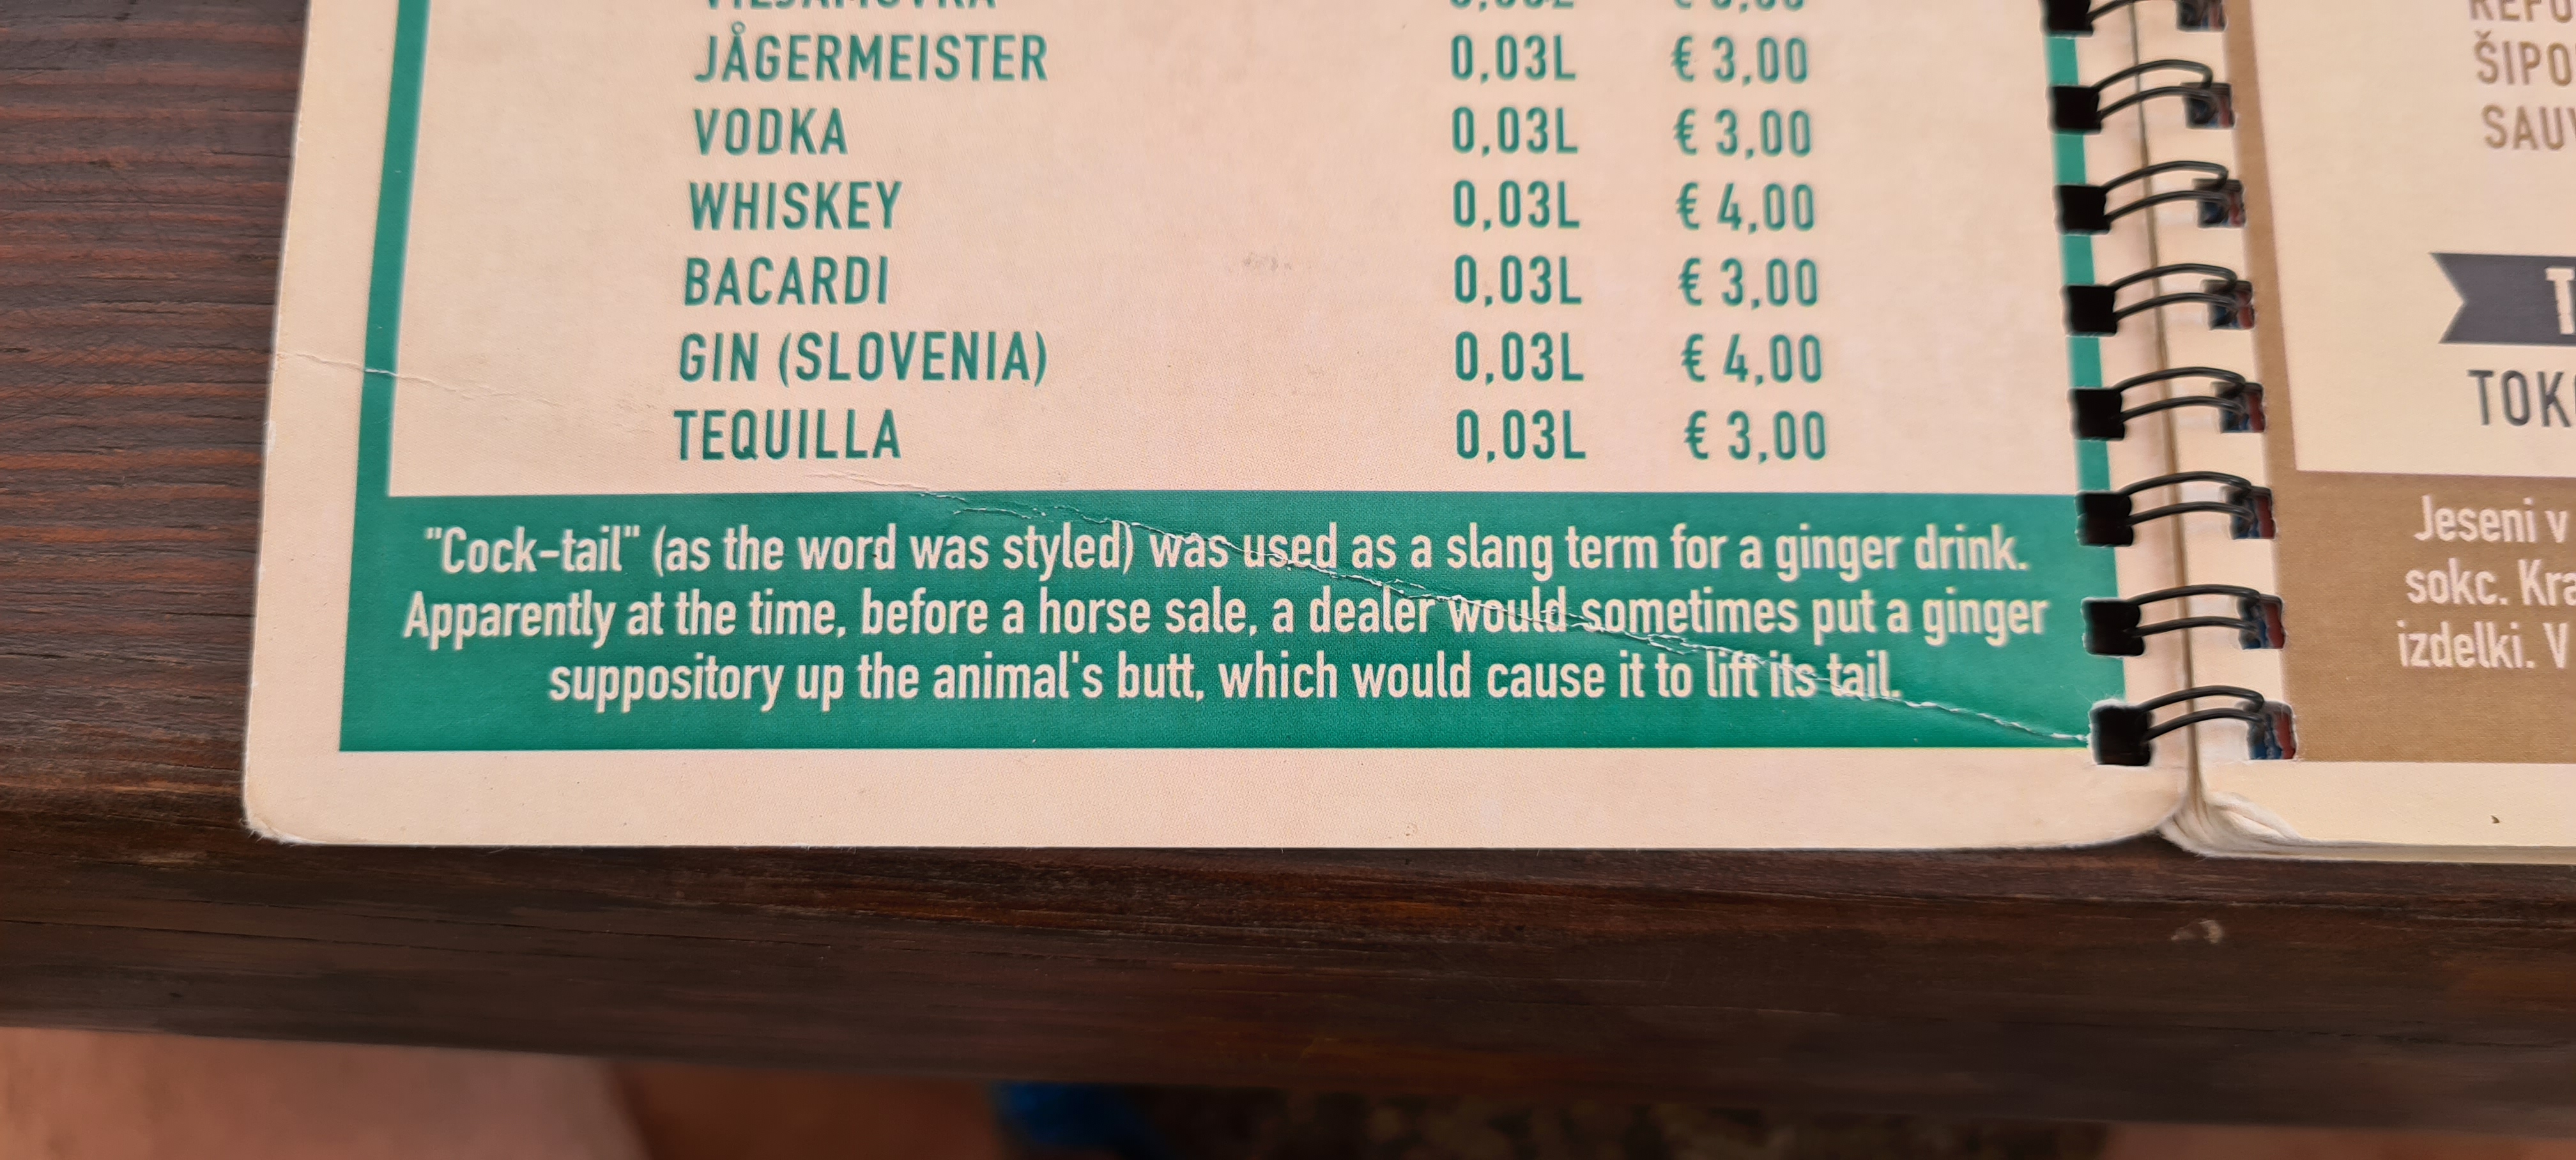 JÅGERMEISTER 0,03L € 3,00
VODKA 0,03L € 3,00
WHISKEY 0,03L € 4,00
BACARDI 0,03L € 3,00
GIN (SLOVENIA) 0,03L € 4,00
TEQUILLA 0,03L € 3,00
"Cock-tail" (as the word was styled) was used as a slang term for a ginger drink.
Apparently at the time, before a horse sale, a dealer would sometimes put a ginger
suppository up the animal's butt, which would cause it to lift its tail.
ŠIPO
SAU
T
TOK
Jeseni v
sokc. Kra
izdelki. V